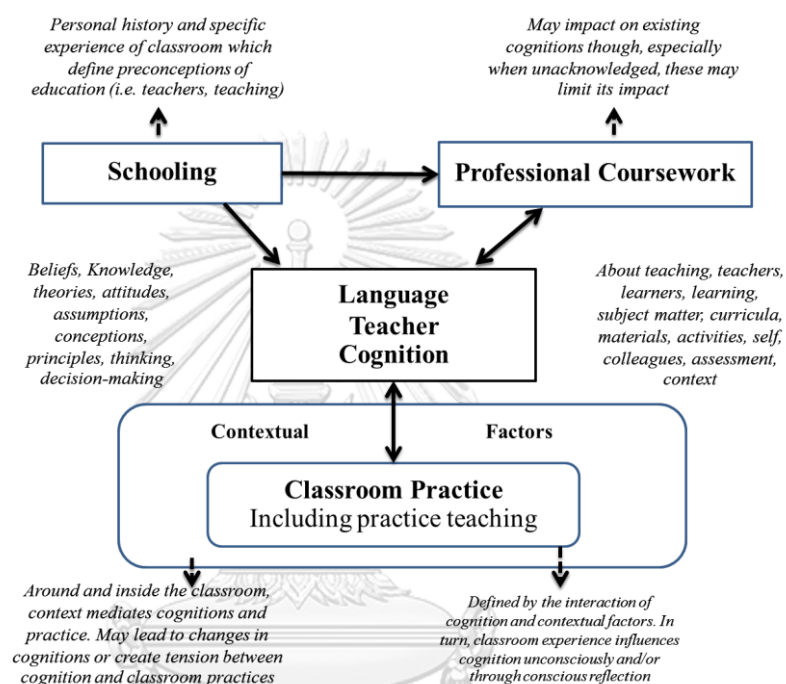 Personal history and specific
experience of classroom which
define preconceptions of
education (i.e. teachers, teaching)
May impact on existing
cognitions though, especially
when unacknowledged, these may
limit its impact
Schooling
Professional Coursework
Beliefs, Knowledge,
theories, attitudes,
assumptions,
conceptions,
principles, thinking,
decision-making
Language
Teacher
Cognition
About teaching, teachers,
learners, learning,
subject matter, curricula,
materials, activities, self,
colleagues, assessment,
context
Contextual Factors
Classroom Practice
Including practice teaching
Around and inside the classroom,
context mediates cognitions and
practice. May lead to changes in
cognitions or create tension between
cognition and classroom practices
Defined by the interaction of
cognition and contextual factors. In
turn, classroom experience influences
cognition unconsciously and/or
through conscious reflection